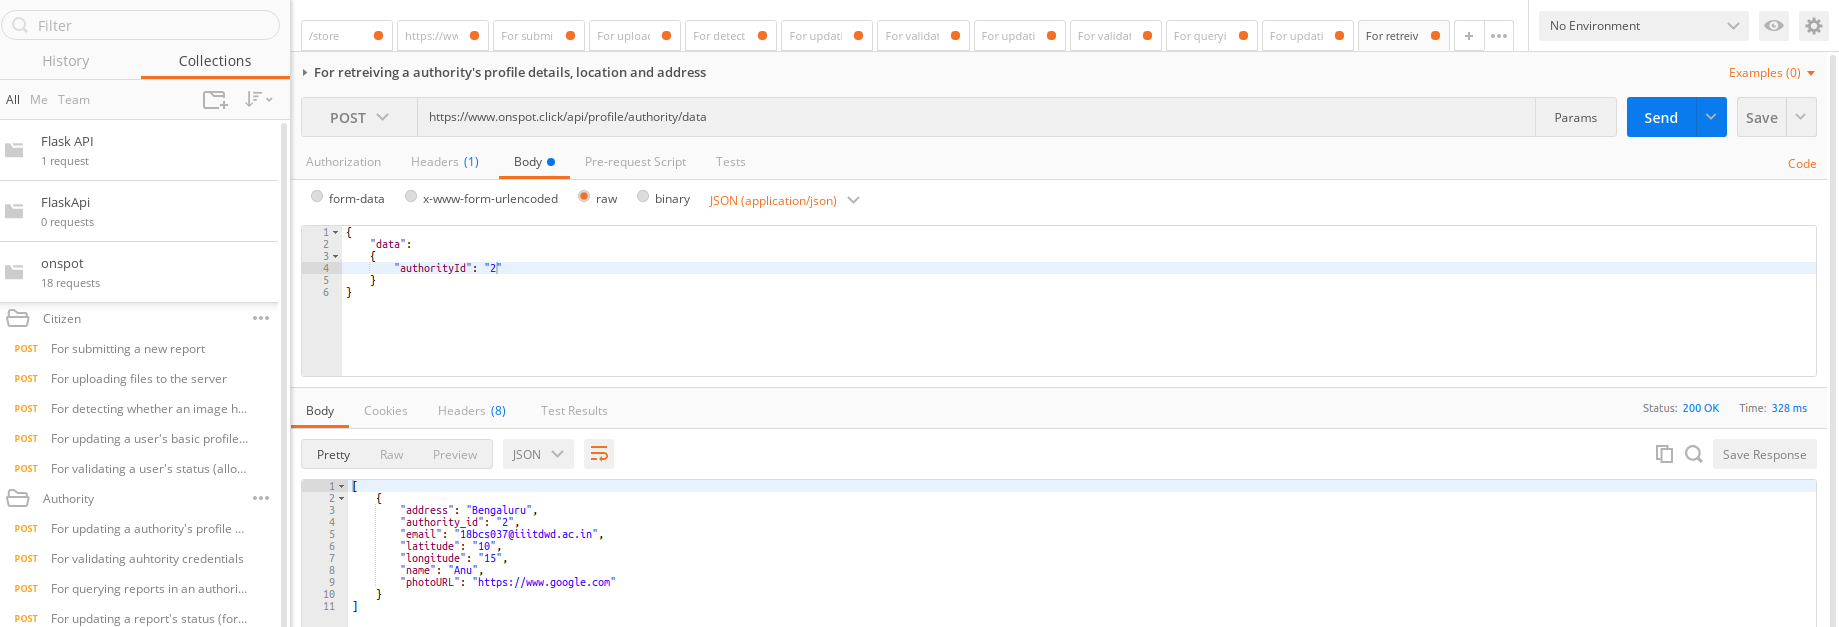 Filter
History
Collections
All Me Team
Flask API
1 request
FlaskApi
0 requests
onspot
18 requests
Citizen
POST For submitting a new report
POST For uploading files to the server
POST For detecting whether an image h...
POST For updating a user's basic profile...
POST For validating a user's status (allo...
Authority
POST For updating a authority's profile ...
POST For validating auhtority credentials
POST For querying reports in an authori...
POST For updating a report's status (for...
/store
https://ww
For submi
For uploac
For detect
For updati
For validat
For updati
For validat
For queryi
For updati
For retreiv
+
No Environment
For retreiving a authority's profile details, location and address
Examples (0)
POST
https://www.onspot.click/api/profile/authority/data
Params
Send
Save
Authorization
Headers (1)
Body
Pre-request Script
Tests
Code
form-data
x-www-form-urlencoded
raw
binary
JSON (application/json)
1 {
2 "data":
3 {
4 "authorityId": "2"
5 }
6 }
Body
Cookies
Headers (8)
Test Results
Status: 200 OK
Time: 328 ms
Pretty
Raw
Preview
JSON
Save Response
1 [
2 {
3 "address": "Bengaluru",
4 "authority_id": "2",
5 "email": "18bcs037@iiitdwd.ac.in",
6 "latitude": "10",
7 "longitude": "15",
8 "name": "Anu",
9 "photoURL": "https://www.google.com"
10 }
11 ]